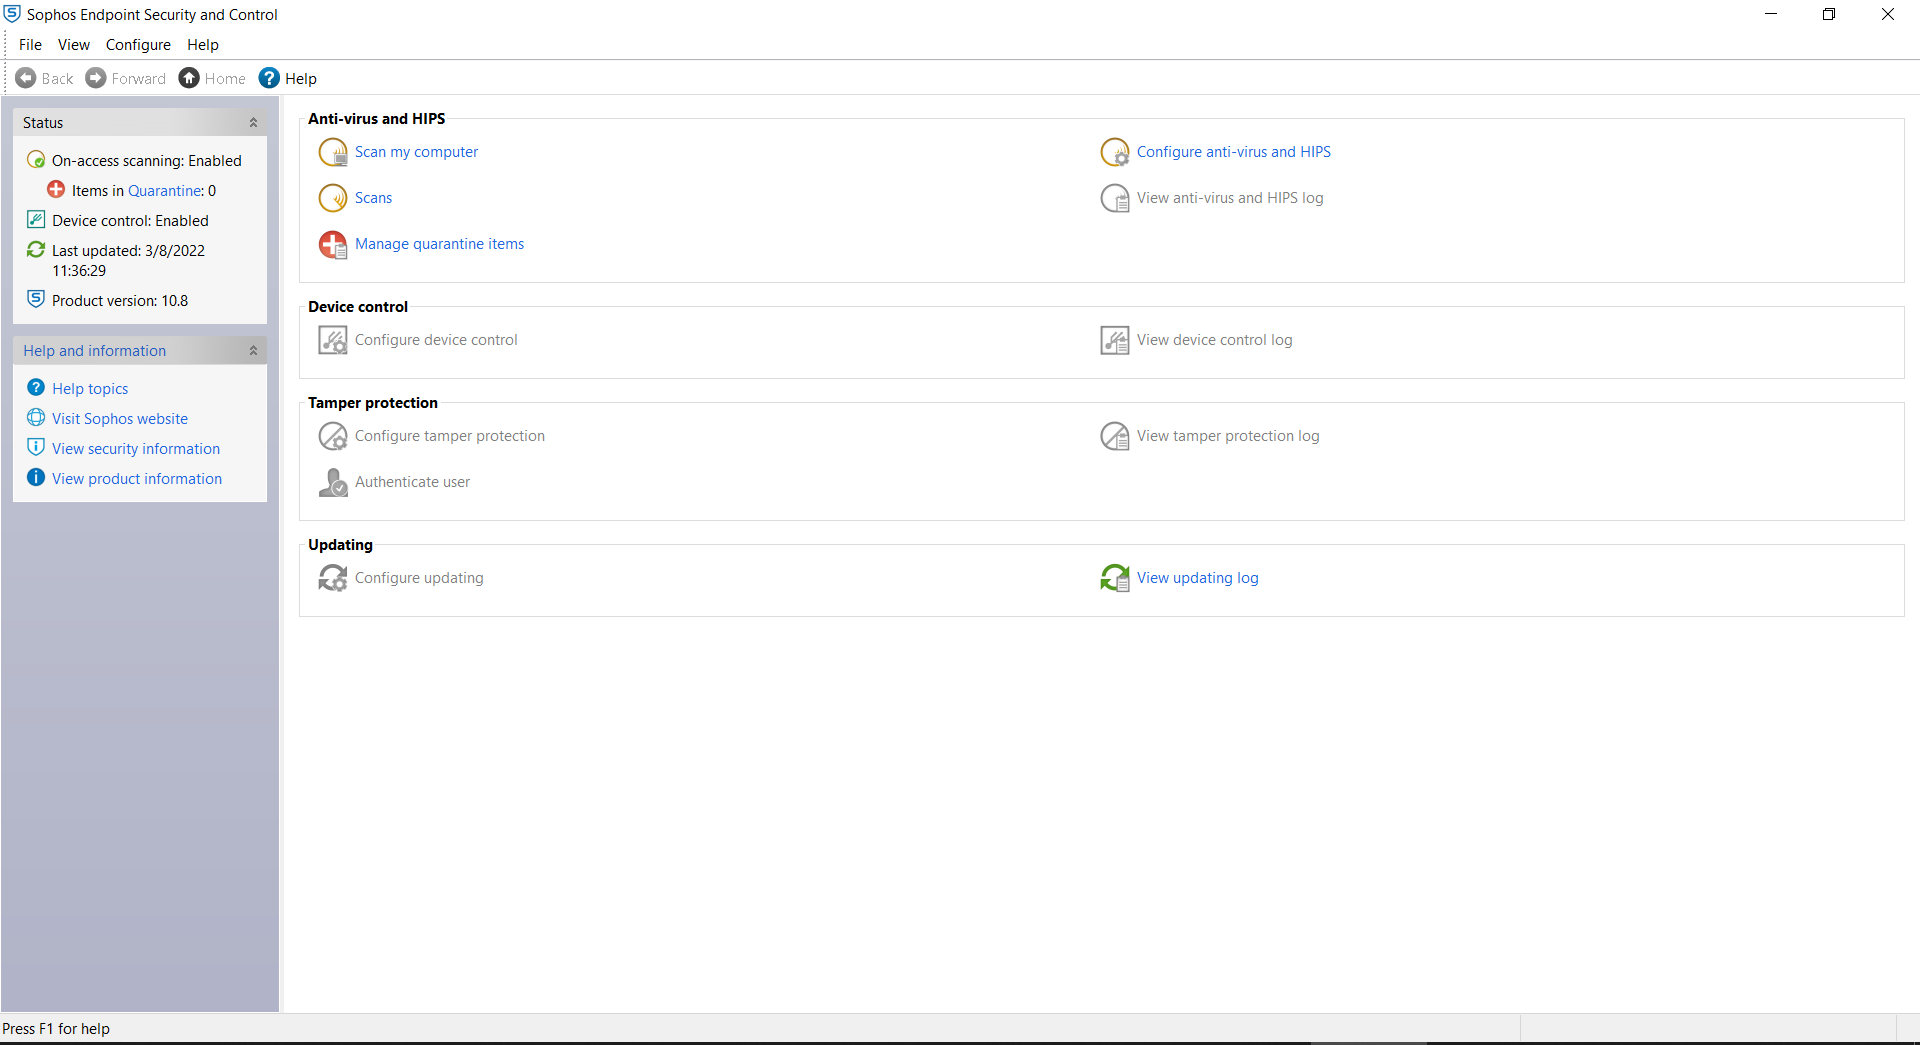 Sophos Endpoint Security and Control
File View Configure Help
Back Forward Home Help
Status
On-access scanning: Enabled
Items in Quarantine: 0
Device control: Enabled
Last updated: 3/8/2022
11:36:29
Product version: 10.8
Help and information
Help topics
Visit Sophos website
View security information
View product information
Anti-virus and HIPS
Scan my computer
Configure anti-virus and HIPS
Scans
View anti-virus and HIPS log
Manage quarantine items
Device control
Configure device control
View device control log
Tamper protection
Configure tamper protection
View tamper protection log
Authenticate user
Updating
Configure updating
View updating log
Press F1 for help